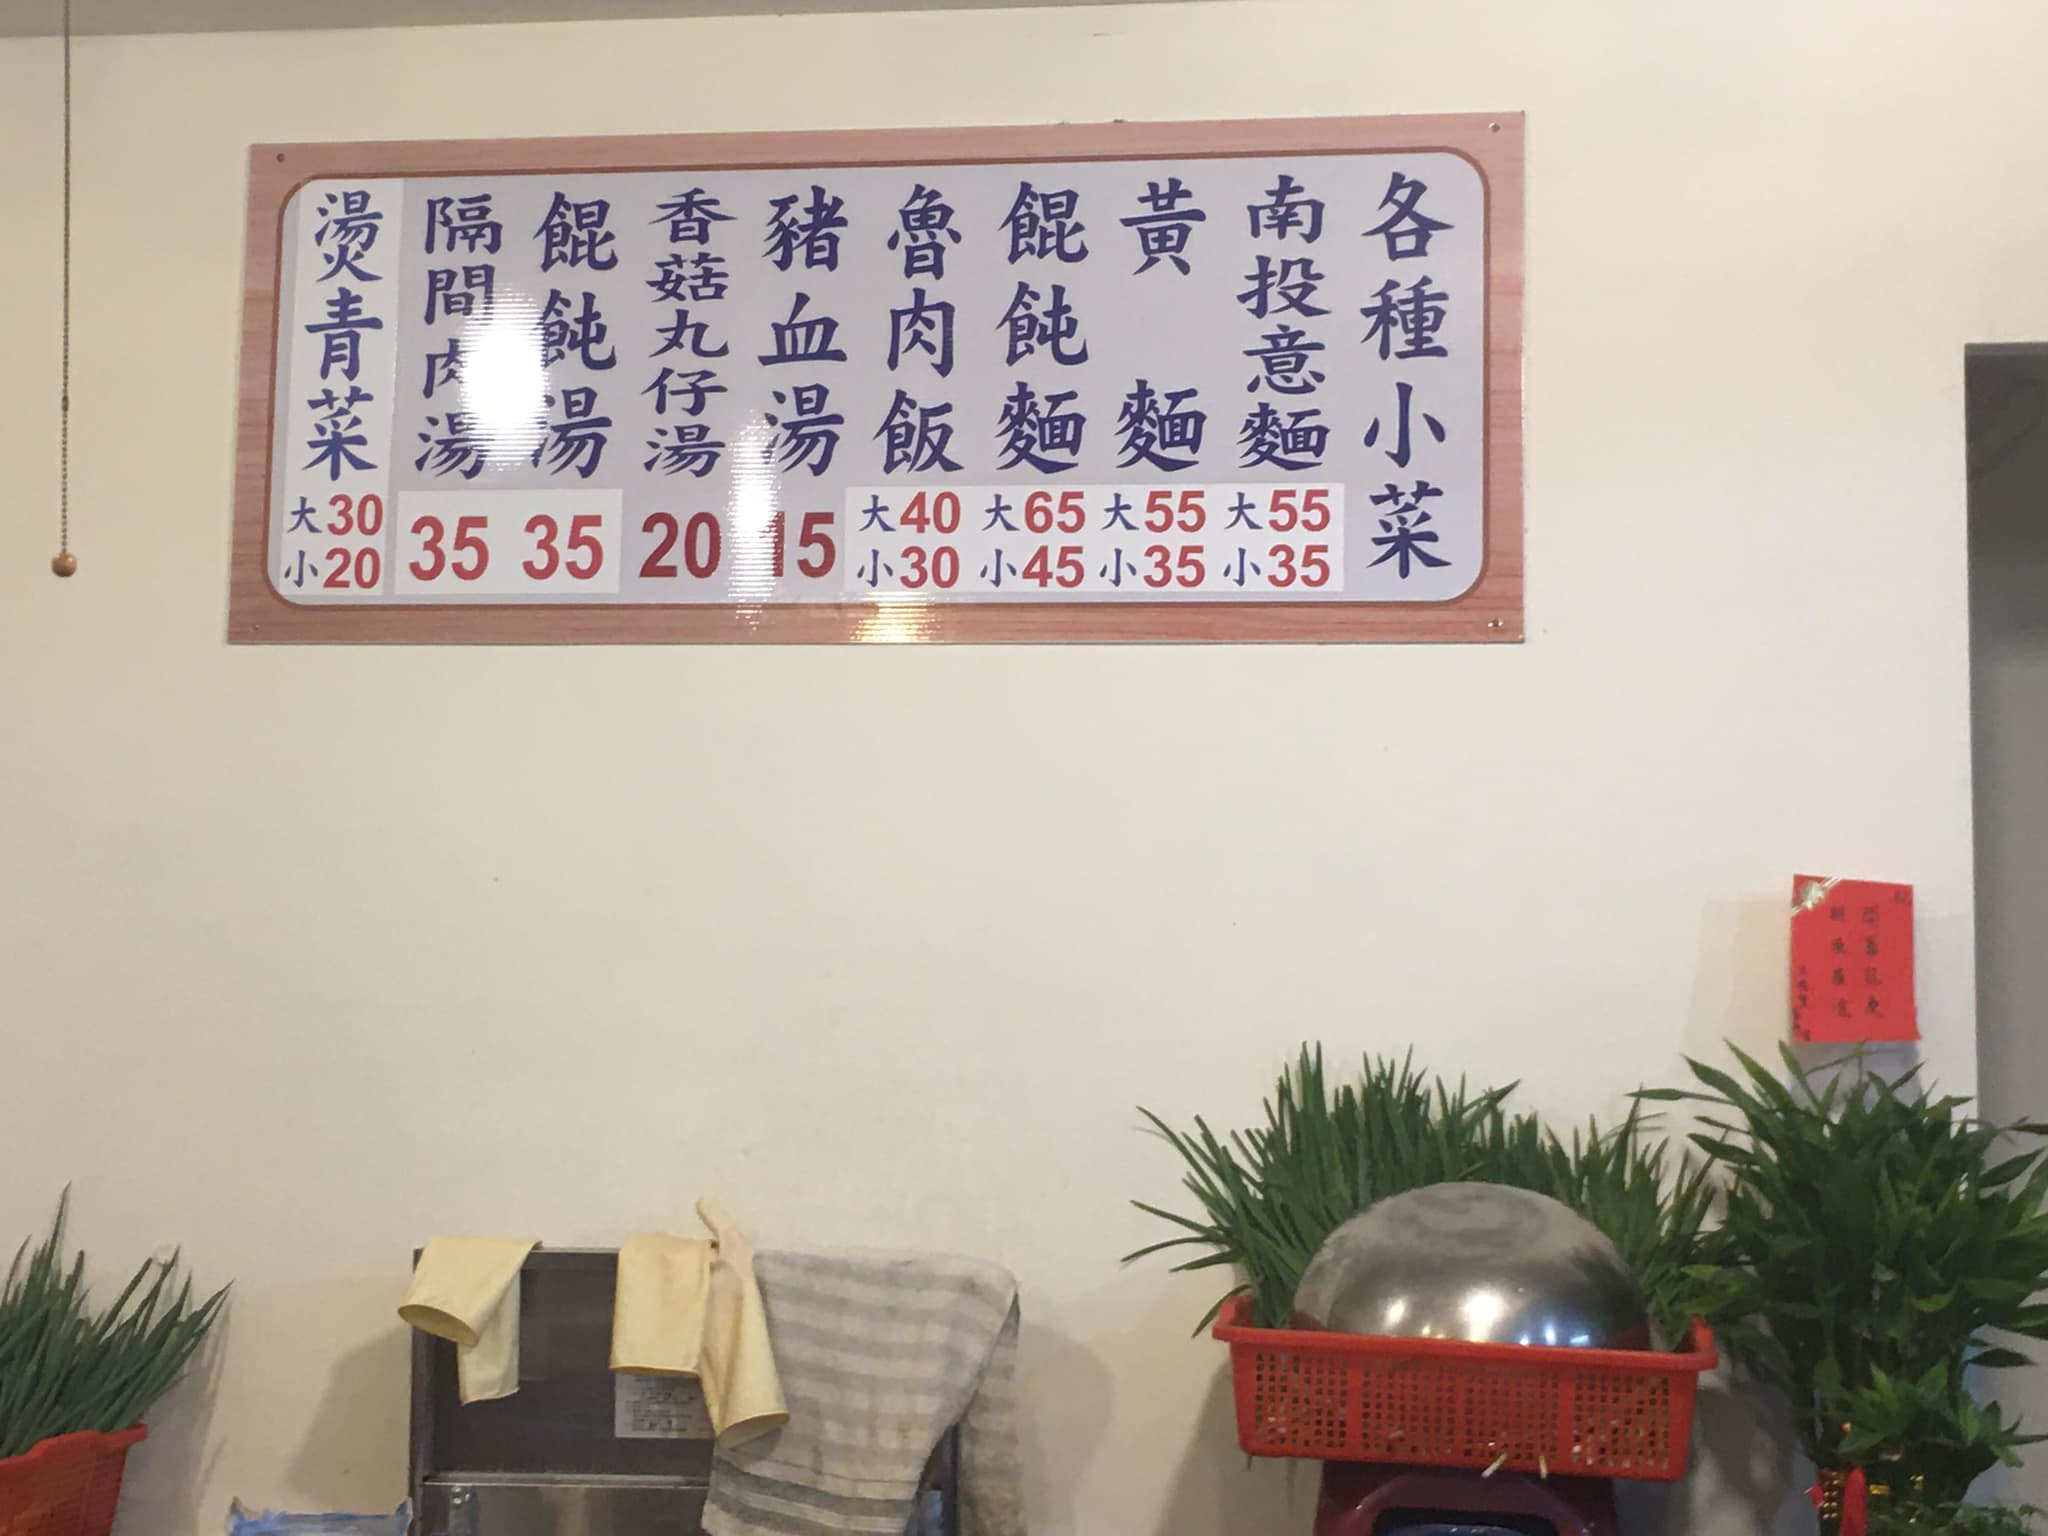 各種小菜
南投意麵
大55
小35
黃麵
大55
小35
餛飩麵
大65
小45
魯肉飯
大40
小30
豬血湯
15
香菇丸仔湯
20
餛飩湯
35
隔間肉湯
35
燙青菜
大30
小20